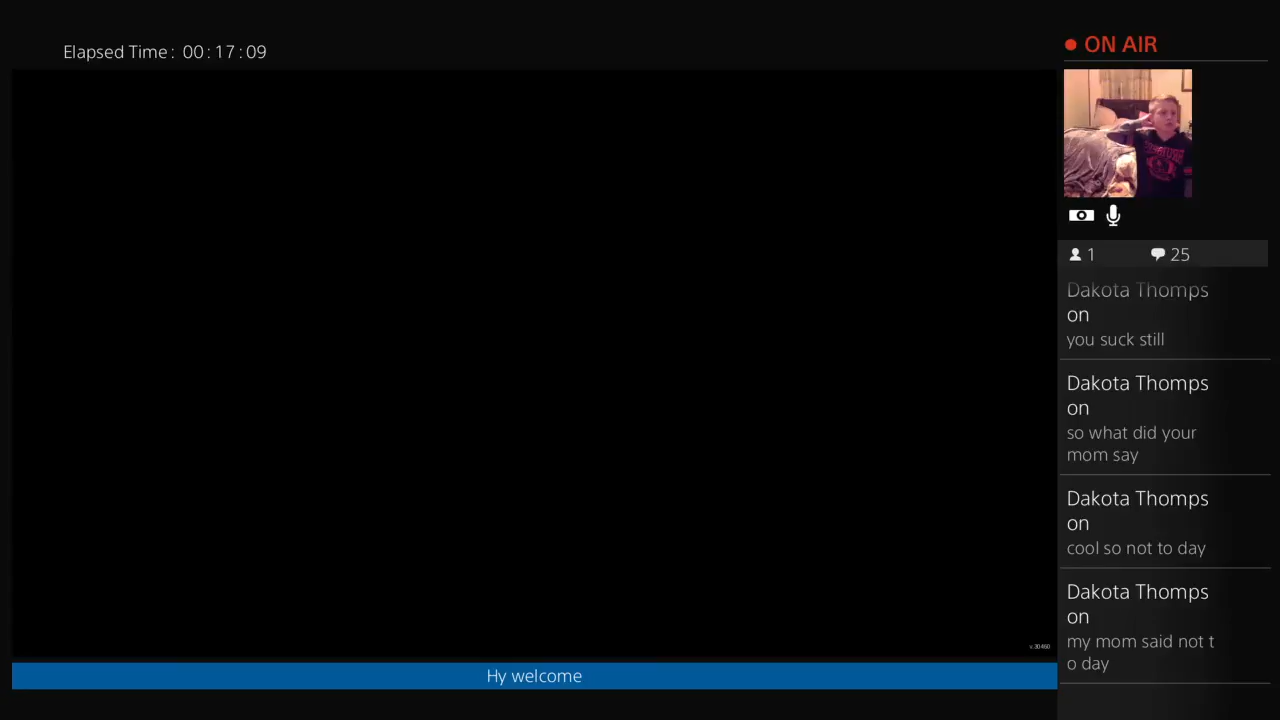 Elapsed Time: 00:17:09
ON AIR
1 25
Dakota Thomps
on
you suck still
Dakota Thomps
on
so what did your
mom say
Dakota Thomps
on
cool so not to day
Dakota Thomps
on
my mom said not t
o day
v.30460
Hy welcome